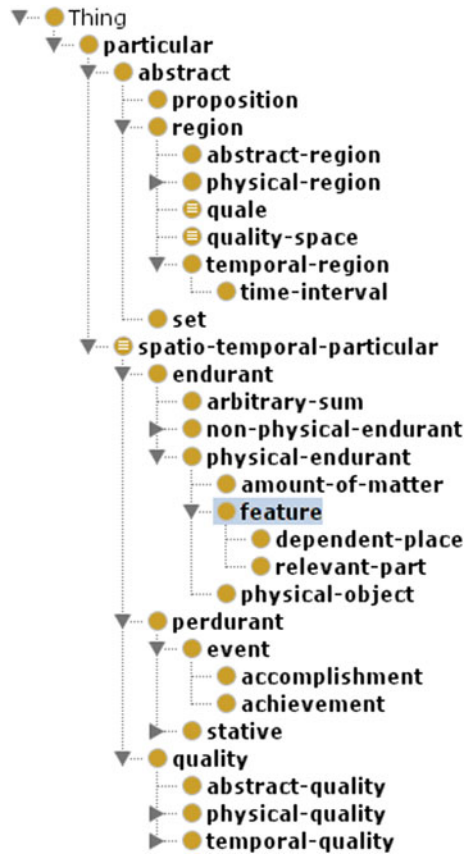 Thing
particular
abstract
proposition
region
abstract-region
physical-region
quale
quality-space
temporal-region
time-interval
set
spatio-temporal-particular
endurant
arbitrary-sum
non-physical-endurant
physical-endurant
amount-of-matter
feature
dependent-place
relevant-part
physical-object
perdurant
event
accomplishment
achievement
stative
quality
abstract-quality
physical-quality
temporal-quality